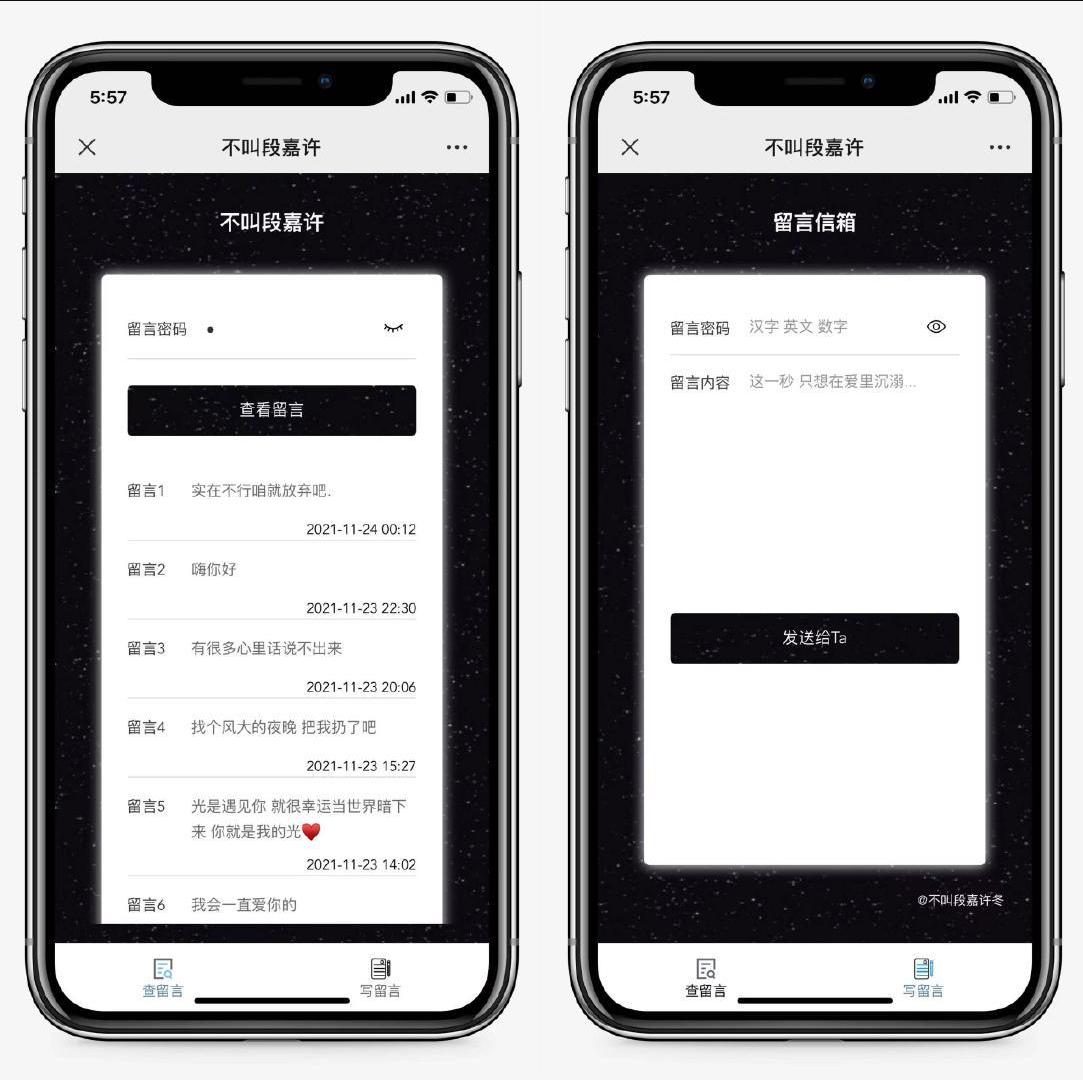 5:57
不叫段嘉许
不叫段嘉许
留言密码 •
查看留言
留言1 实在不行咱就放弃吧.
2021-11-24 00:12
留言2 嗨你好
2021-11-23 22:30
留言3 有很多心里话说不出来
2021-11-23 20:06
留言4 找个风大的夜晚 把我扔了吧
2021-11-23 15:27
留言5 光是遇见你 就很幸运当世界暗下
来 你就是我的光♥️
2021-11-23 14:02
留言6 我会一直爱你的
查留言 写留言
5:57
不叫段嘉许
留言信箱
留言密码 汉字 英文 数字
留言内容 这一秒 只想在爱里沉溺...
发送给Ta
@不叫段嘉许冬
查留言 写留言